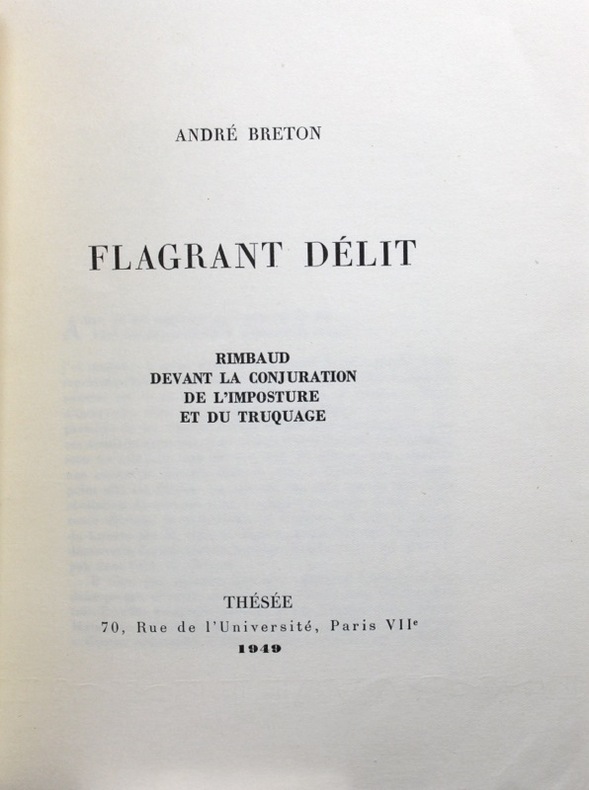 ANDRÉ BRETON
FLAGRANT DÉLIT
RIMBAUD
DEVANT LA CONJURATION
DE L'IMPOSTURE
ET DU TRUQUAGE
THÉSÉE
70, Rue de l'Université, Paris VIIᵉ
1949